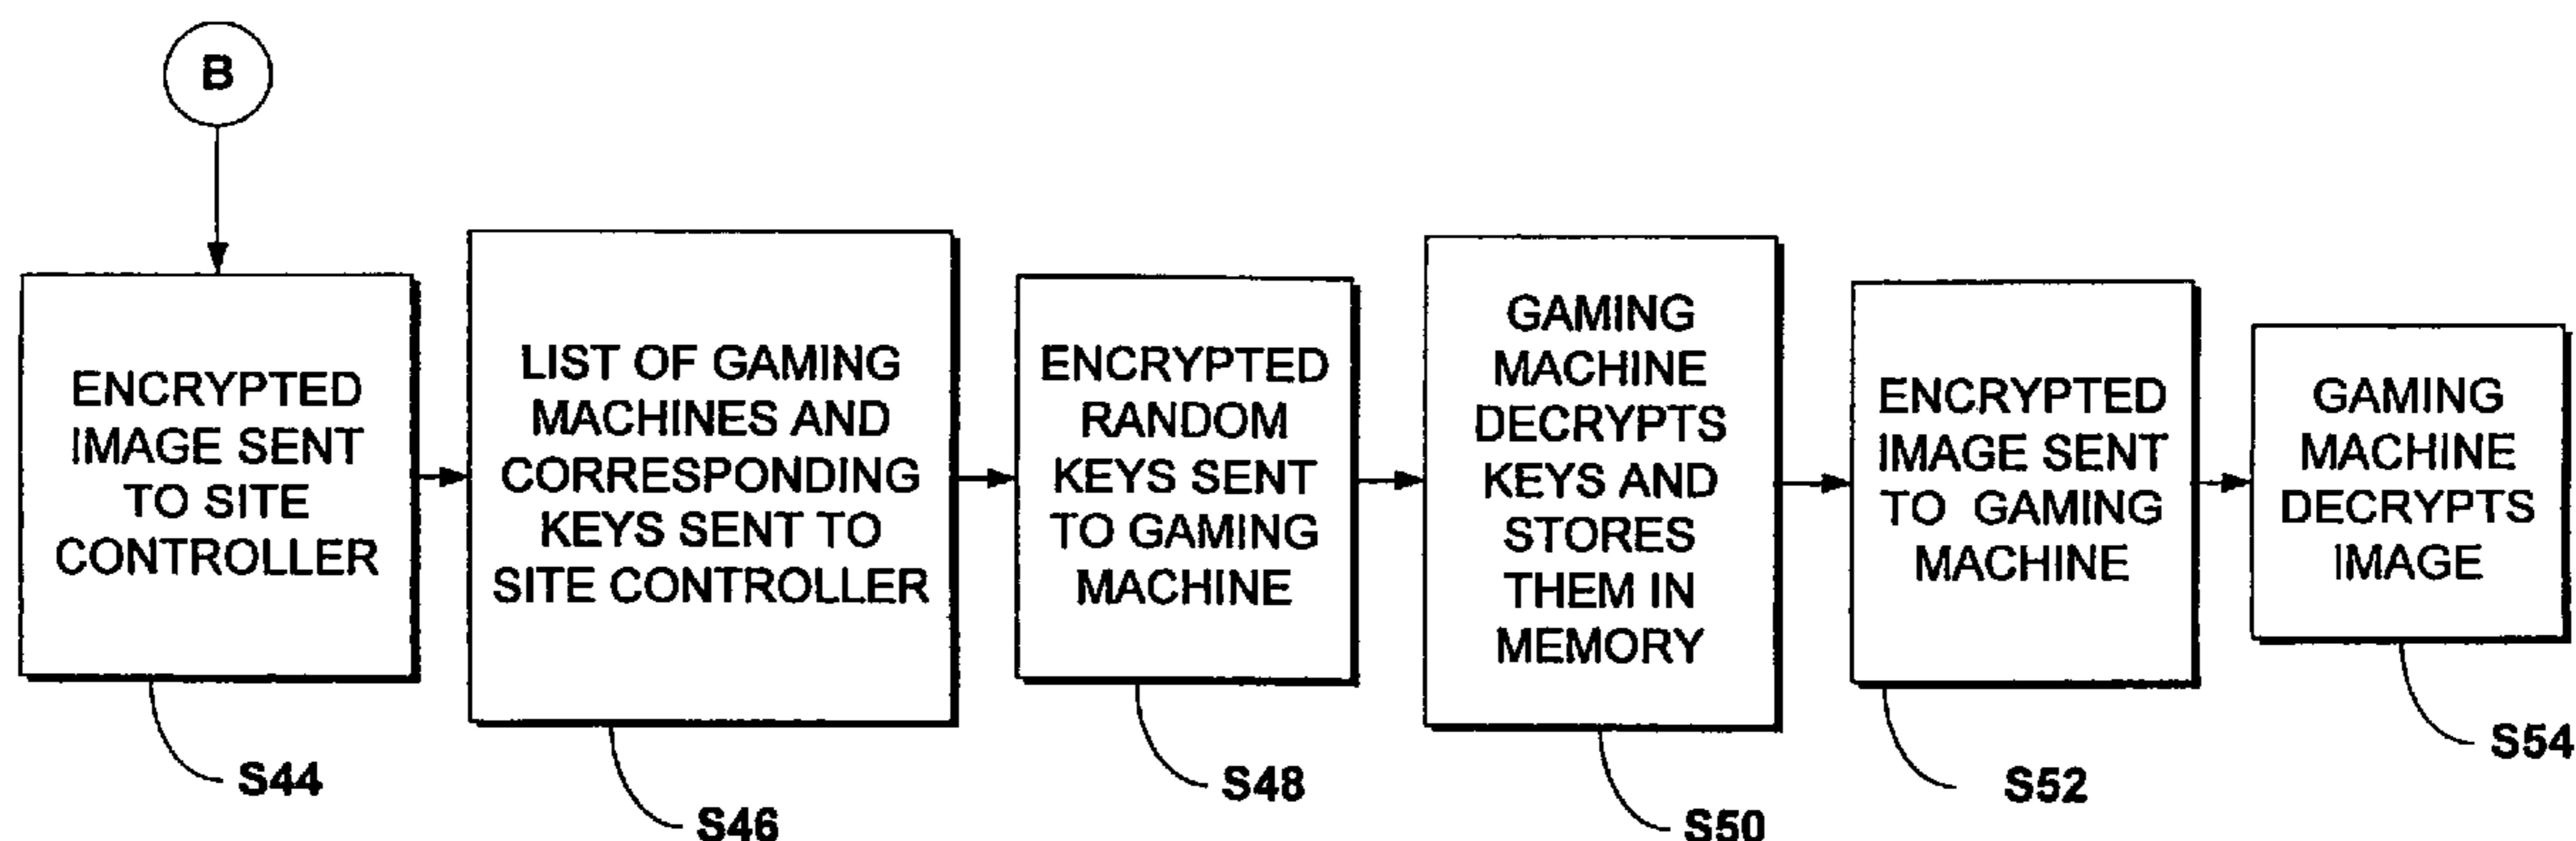 B
ENCRYPTED
IMAGE SENT
TO SITE
CONTROLLER
S44
LIST OF GAMING
MACHINES AND
CORRESPONDING
KEYS SENT TO
SITE CONTROLLER
S46
ENCRYPTED
RANDOM
KEYS SENT
TO GAMING
MACHINE
S48
GAMING
MACHINE
DECRYPTS
KEYS AND
STORES
THEM IN
MEMORY
S50
ENCRYPTED
IMAGE SENT
TO GAMING
MACHINE
S52
GAMING
MACHINE
DECRYPTS
IMAGE
S54